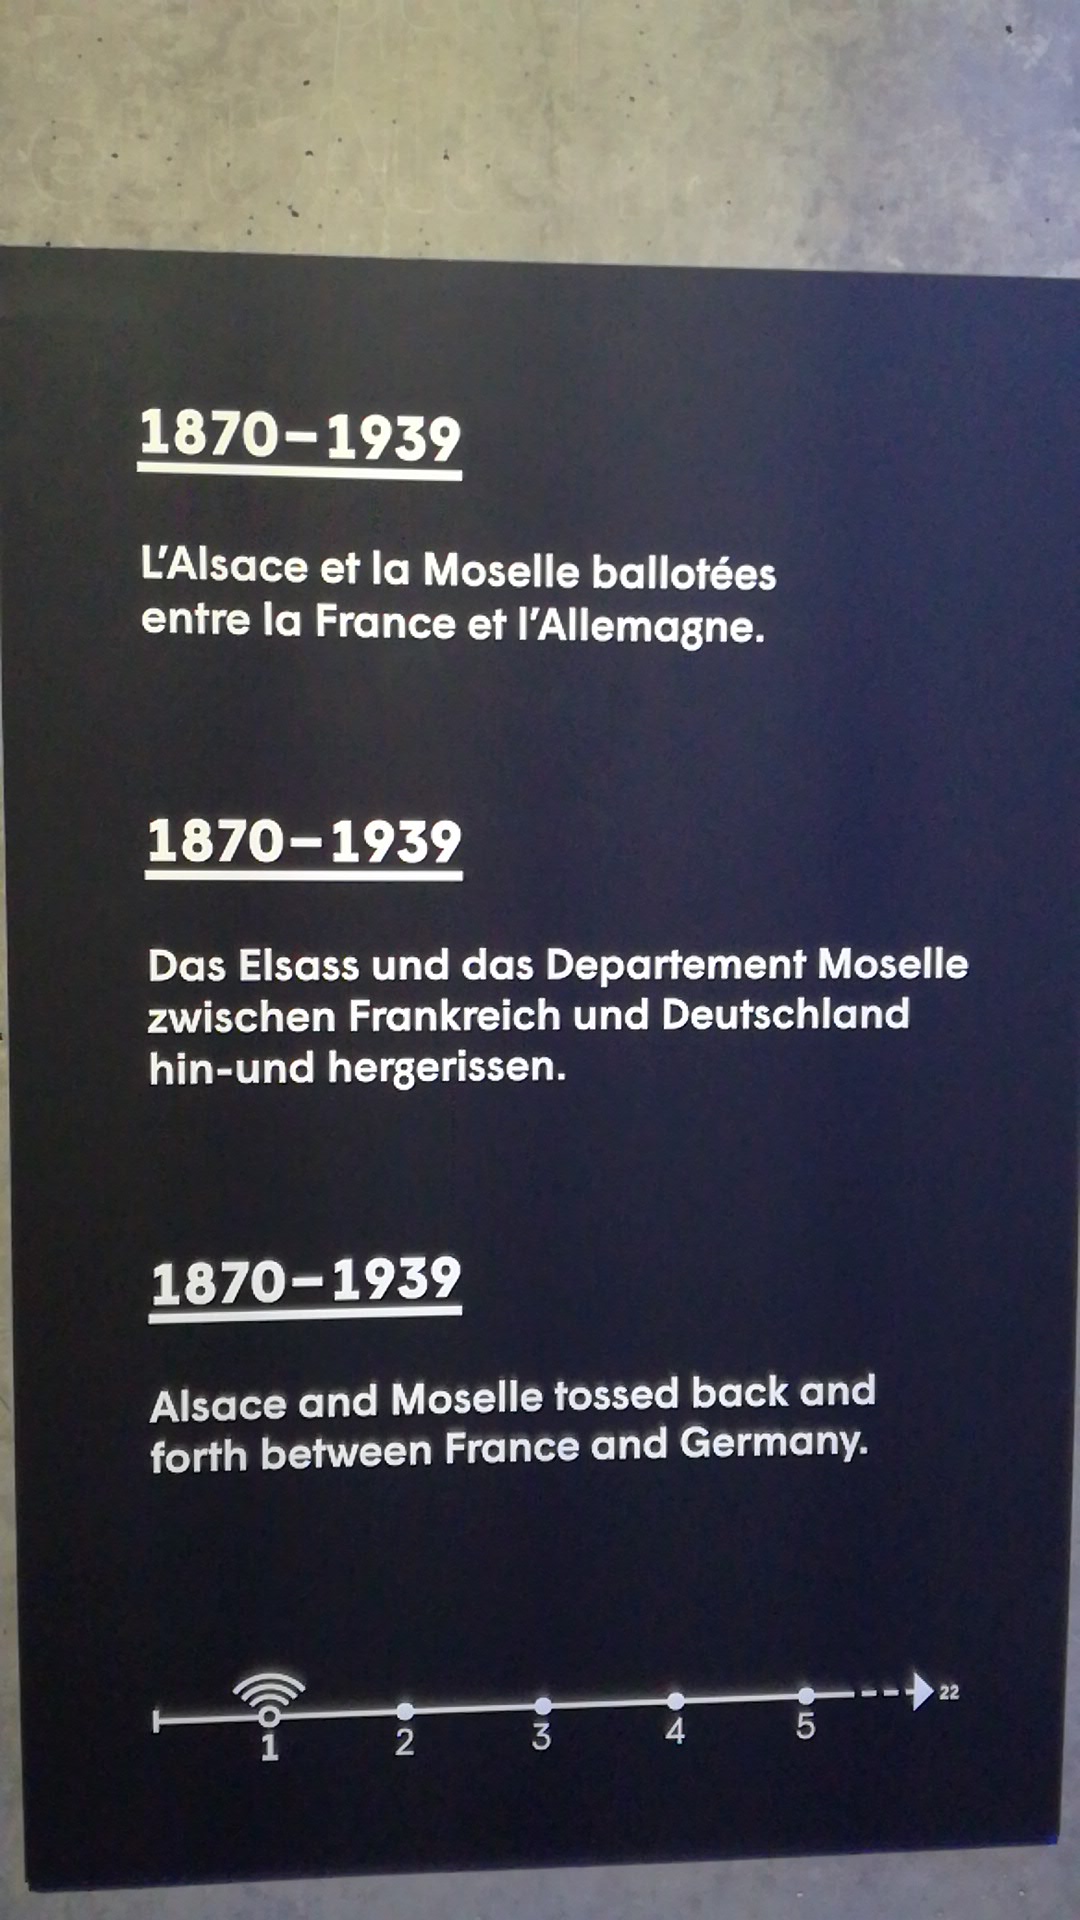 1870–1939
L'Alsace et la Moselle ballotées
entre la France et l'Allemagne.
1870–1939
Das Elsass und das Departement Moselle
zwischen Frankreich und Deutschland
hin-und hergerissen.
1870–1939
Alsace and Moselle tossed back and
forth between France and Germany.
1 2 3 4 5 22